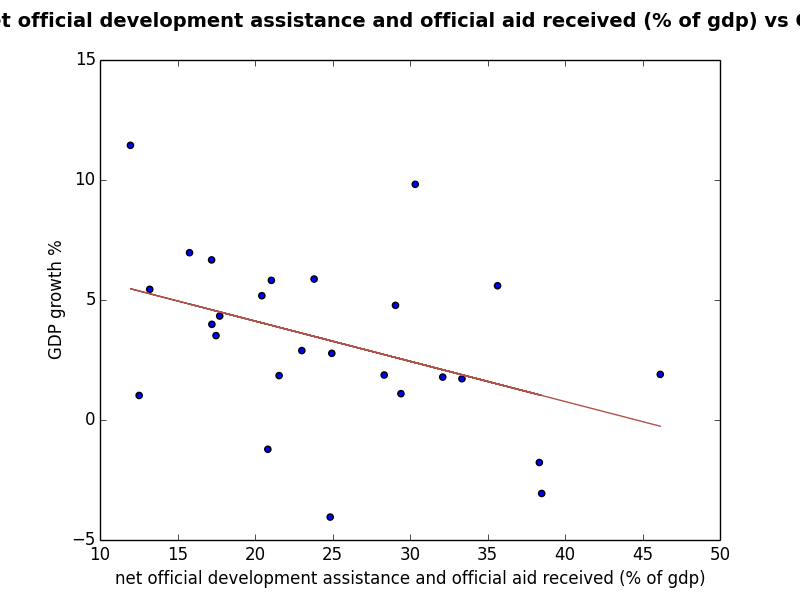 official development assistance and official aid received (% of gdp) vs
15
10
5
0
−5
GDP growth %
10 15 20 25 30 35 40 45 50
net official development assistance and official aid received (% of gdp)